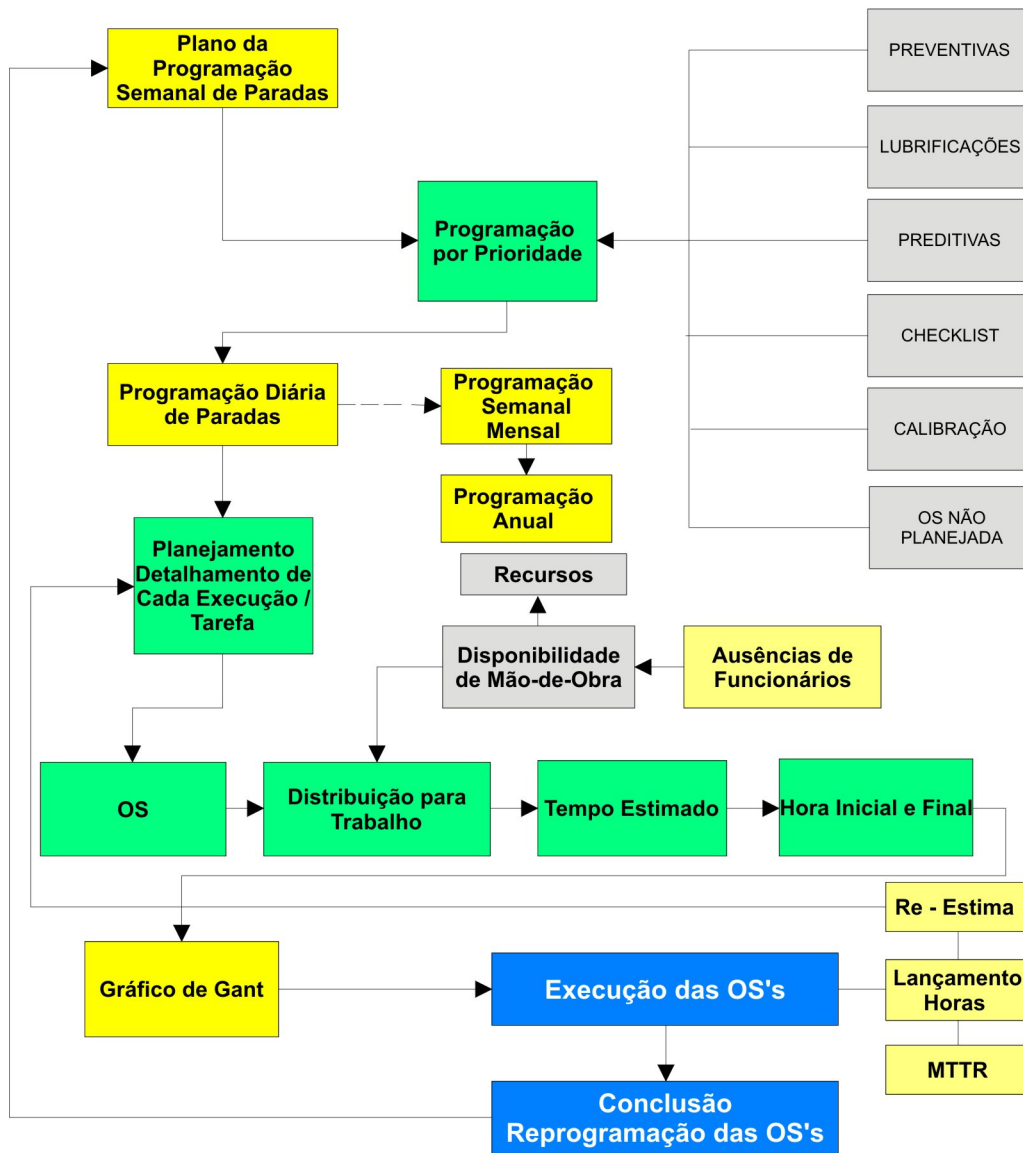 Plano da
Programação
Semanal de Paradas
PREVENTIVAS
LUBRIFICAÇÕES
Programação
por Prioridade
PREDITIVAS
CHECKLIST
Programação Diária
de Paradas
Programação
Semanal
Mensal
CALIBRAÇÃO
Programação
Anual
OS NÃO
PLANEJADA
Planejamento
Detalhamento de
Cada Execução /
Tarefa
Recursos
Disponibilidade
de Mão-de-Obra
Ausências de
Funcionários
OS
Distribuição para
Trabalho
Tempo Estimado
Hora Inicial e Final
Re - Estima
Gráfico de Gant
Execução das OS's
Lançamento
Horas
MTTR
Conclusão
Reprogramação das OS's